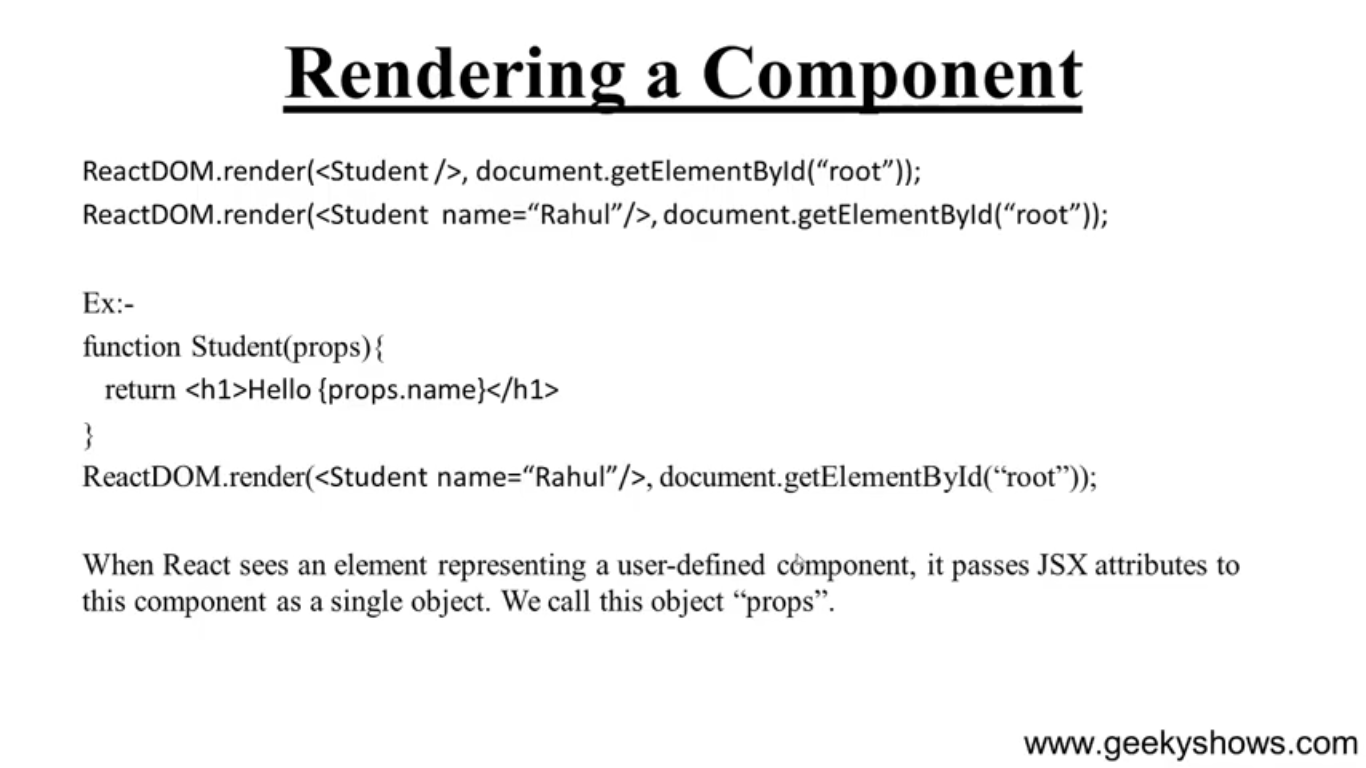 Rendering a Component
ReactDOM.render(<Student />, document.getElementById(“root”));
ReactDOM.render(<Student name=“Rahul”/>, document.getElementById(“root”));
Ex:-
function Student(props){
return <h1>Hello {props.name}</h1>
}
ReactDOM.render(<Student name=“Rahul”/>, document.getElementById(“root”));
When React sees an element representing a user-defined component, it passes JSX attributes to
this component as a single object. We call this object “props”.
www.geekyshows.com